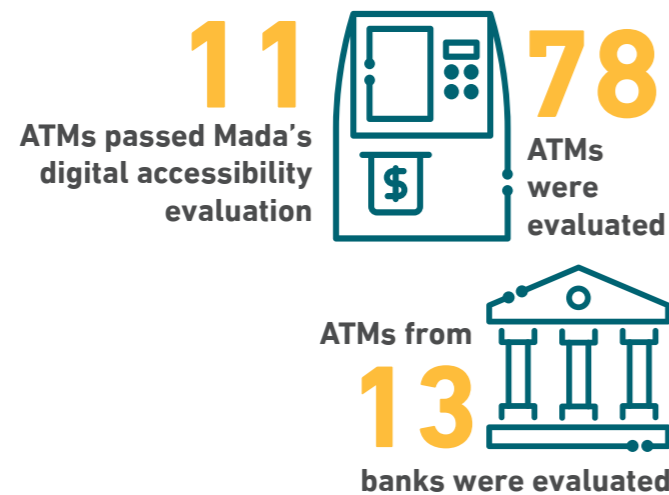 11
ATMs passed Mada’s
digital accessibility
evaluation
$
78
ATMs
were
evaluated
ATMs from
13
banks were evaluated